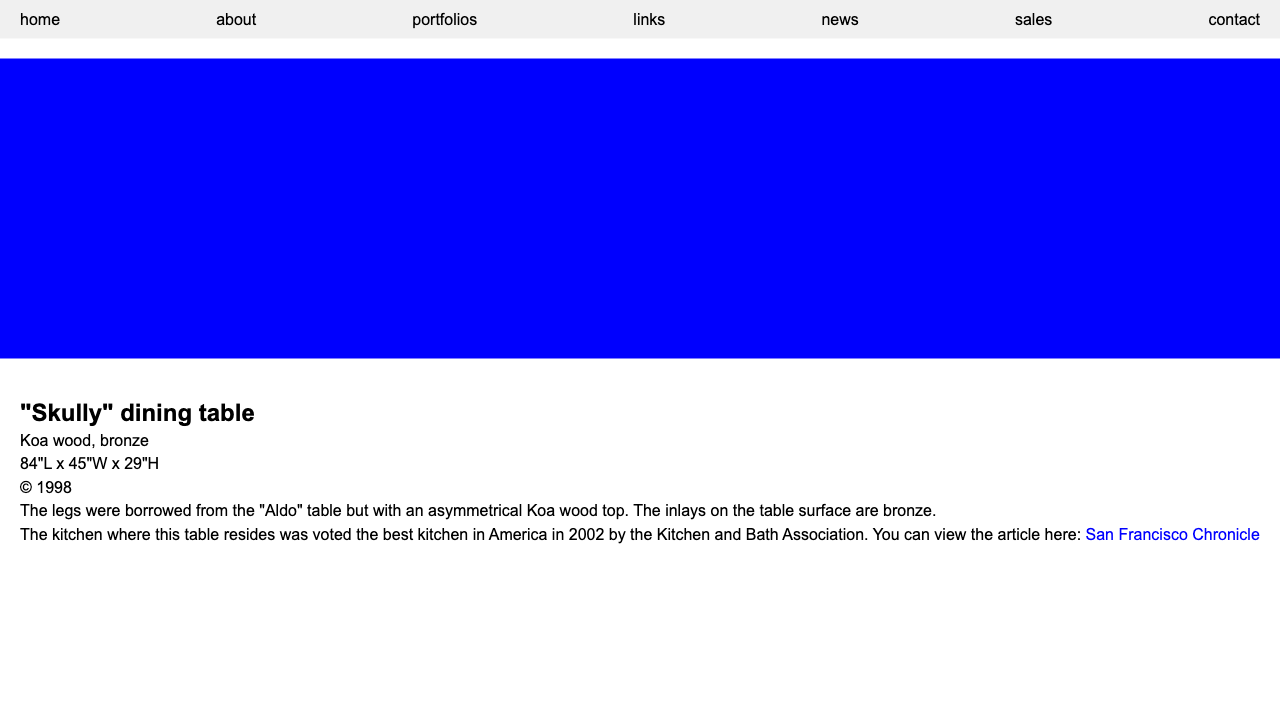 home about portfolios links news sales contact
"Skully" dining table
Koa wood, bronze
84"L x 45"W x 29"H
© 1998
The legs were borrowed from the "Aldo" table but with an asymmetrical Koa wood top. The inlays on the table surface are bronze.
The kitchen where this table resides was voted the best kitchen in America in 2002 by the Kitchen and Bath Association. You can view the article here: San Francisco Chronicle